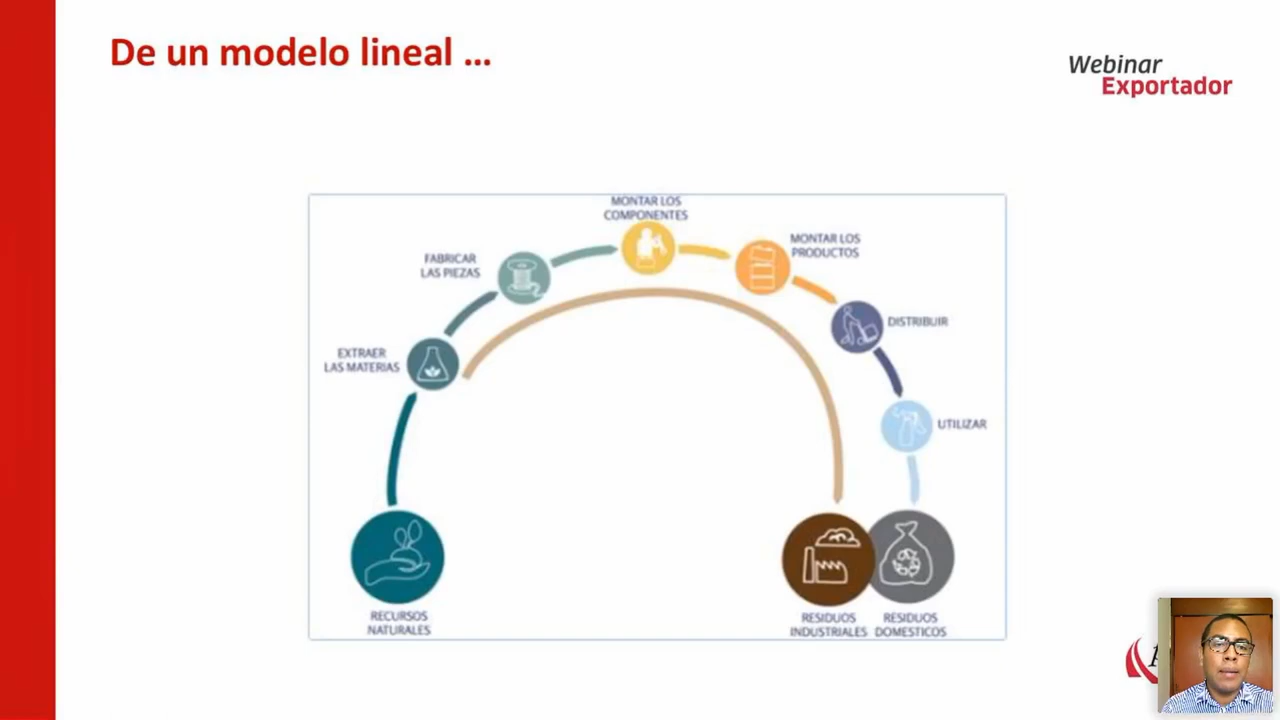 De un modelo lineal ...
Webinar
Exportador
MONTAR LOS
COMPONENTES
MONTAR LOS
PRODUCTOS
FABRICAR
LAS PIEZAS
DISTRIBUIR
EXTRAER
LAS MATERIAS
UTILIZAR
RECURSOS
NATURALES
RESIDUOS
INDUSTRIALES
RESIDUOS
DOMESTICOS